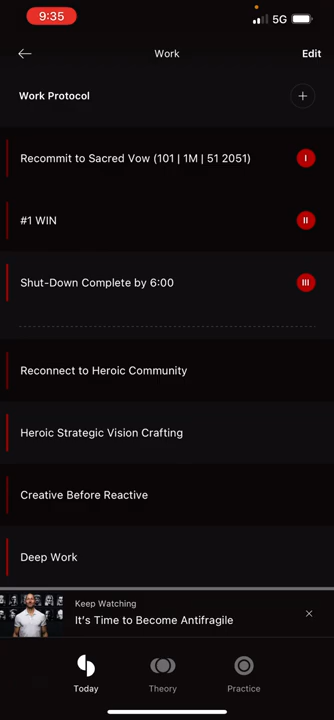 9:35
5G
Work
Edit
Work Protocol
Recommit to Sacred Vow (101 | 1M | 51 2051)
I
#1 WIN
II
Shut-Down Complete by 6:00
III
Reconnect to Heroic Community
Heroic Strategic Vision Crafting
Creative Before Reactive
Deep Work
Keep Watching
It's Time to Become Antifragile
Today
Theory
Practice